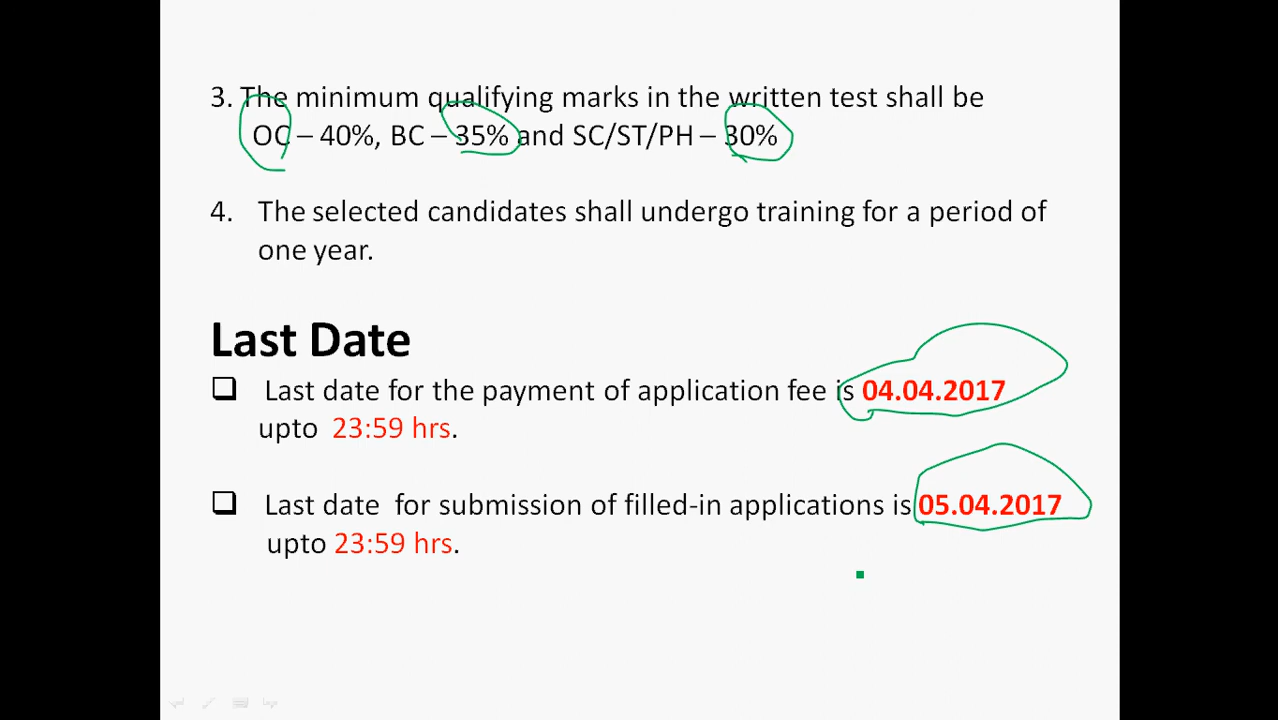 3. The minimum qualifying marks in the written test shall be
OC – 40%, BC – 35% and SC/ST/PH – 30%
4. The selected candidates shall undergo training for a period of
one year.
Last Date
Last date for the payment of application fee is 04.04.2017
upto 23:59 hrs.
Last date for submission of filled-in applications is 05.04.2017
upto 23:59 hrs.